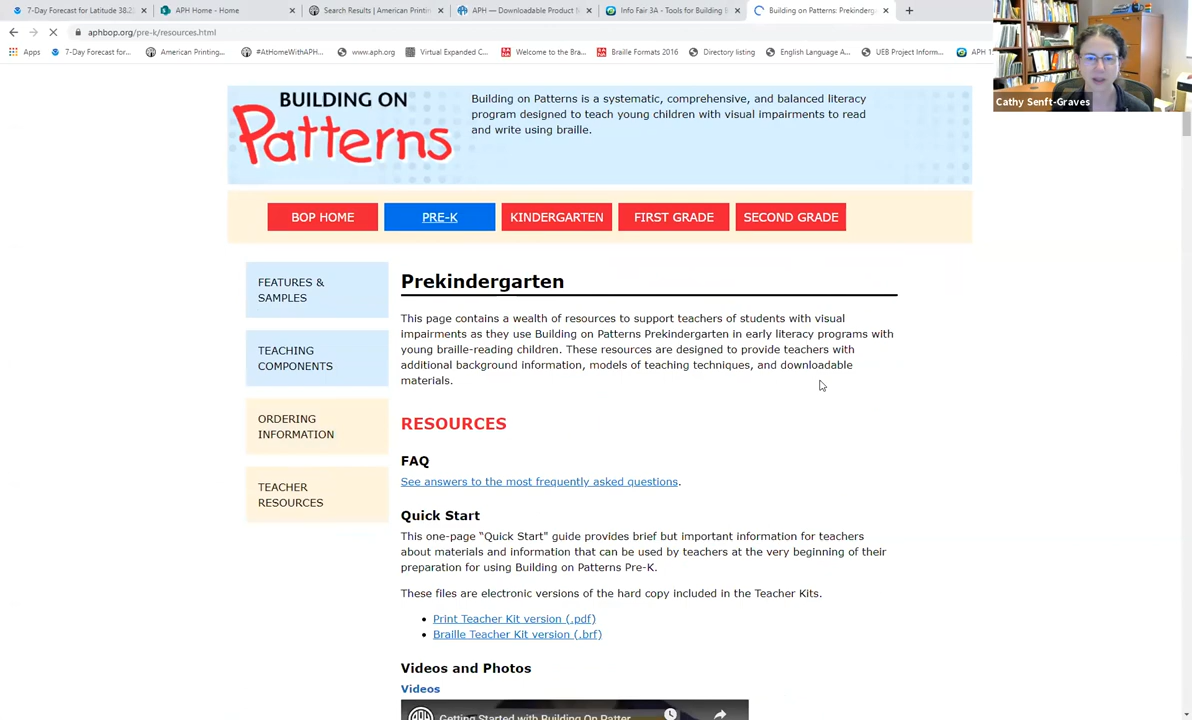 7-Day Forecast for Latitude 38.2
APH Home - Home
Search Results | American Printin
APH — Downloadable Product
Info Fair 3A - Tools for Building
Building on Patterns: Prekinderg
aphbop.org/pre-k/resources.html
Apps
7-Day Forecast for...
American Printing...
#AtHomeWithAPH...
www.aph.org
Virtual Expanded C...
Welcome to the Bra...
Braille Formats 2016
Directory listing
English Language A...
UEB Project Inform...
APH
Cathy Senft-Graves
BUILDING ON
Patterns
Building on Patterns is a systematic, comprehensive, and balanced literacy
program designed to teach young children with visual impairments to read
and write using braille.
BOP HOME
PRE-K
KINDERGARTEN
FIRST GRADE
SECOND GRADE
FEATURES &
SAMPLES
TEACHING
COMPONENTS
ORDERING
INFORMATION
TEACHER
RESOURCES
Prekindergarten
This page contains a wealth of resources to support teachers of students with visual
impairments as they use Building on Patterns Prekindergarten in early literacy programs with
young braille-reading children. These resources are designed to provide teachers with
additional background information, models of teaching techniques, and downloadable
materials.
RESOURCES
FAQ
See answers to the most frequently asked questions.
Quick Start
This one-page “Quick Start" guide provides brief but important information for teachers
about materials and information that can be used by teachers at the very beginning of their
preparation for using Building on Patterns Pre-K.
These files are electronic versions of the hard copy included in the Teacher Kits.
• Print Teacher Kit version (.pdf)
• Braille Teacher Kit version (.brf)
Videos and Photos
Videos
Getting Started with Building On Patter